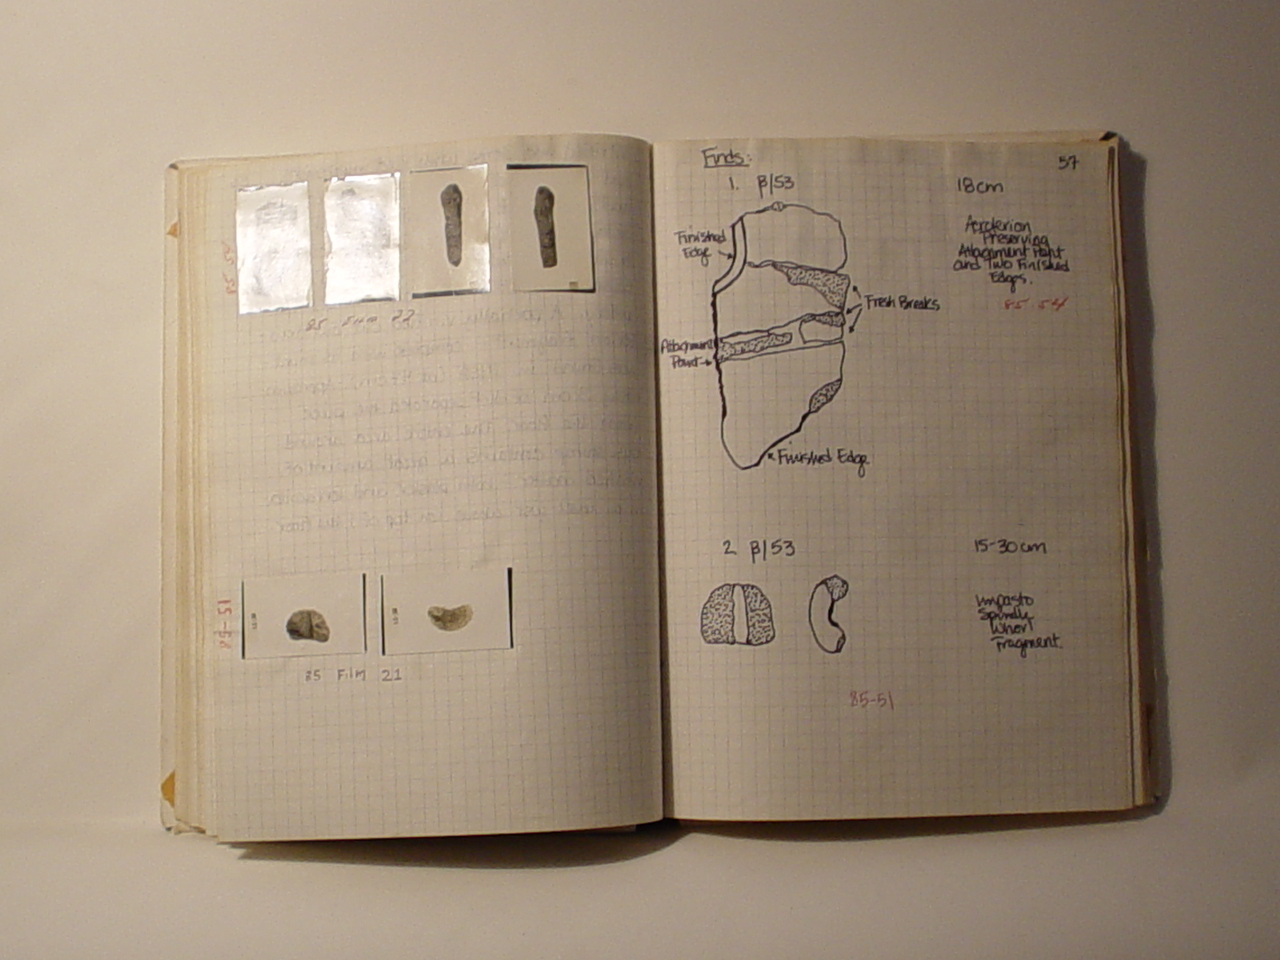 85 Film 22
85-51
85 Film 21
57
Finds:
1. β/53
18cm
Finished
Edge
Acroterion
Preserving
Attachment Point
and Two Finished
Edges.
85-54
Fresh Breaks
Attachment
Point
Finished Edge
2. β/53
15-30cm
Impasto
Spindle
Whorl
Fragment.
85-51